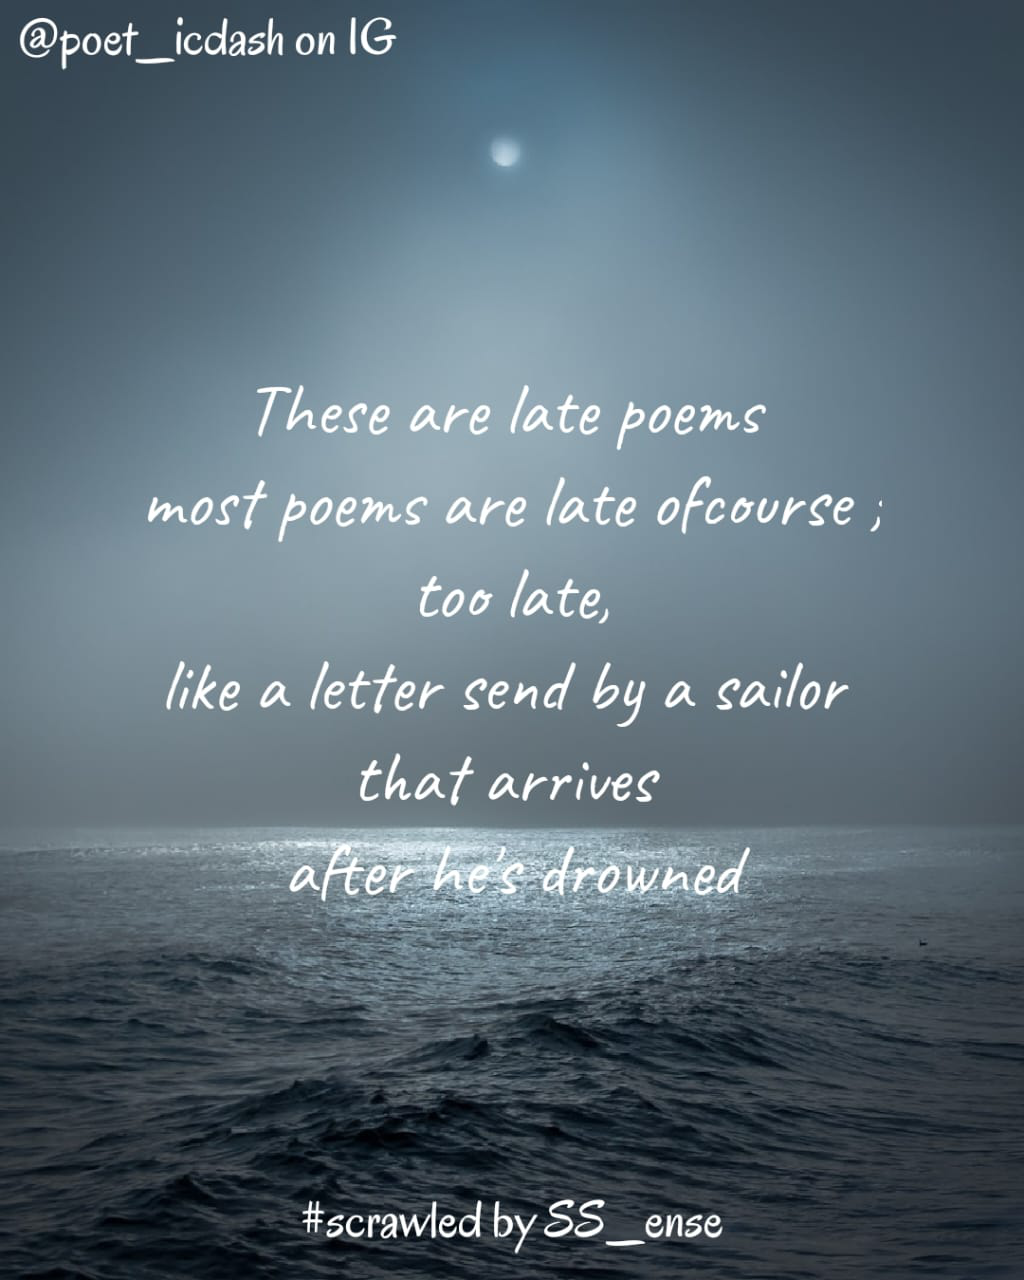 @poet_icdash on IG
These are late poems
most poems are late ofcourse ;
too late,
like a letter send by a sailor
that arrives
after he's drowned
#scrawled by SS_ense